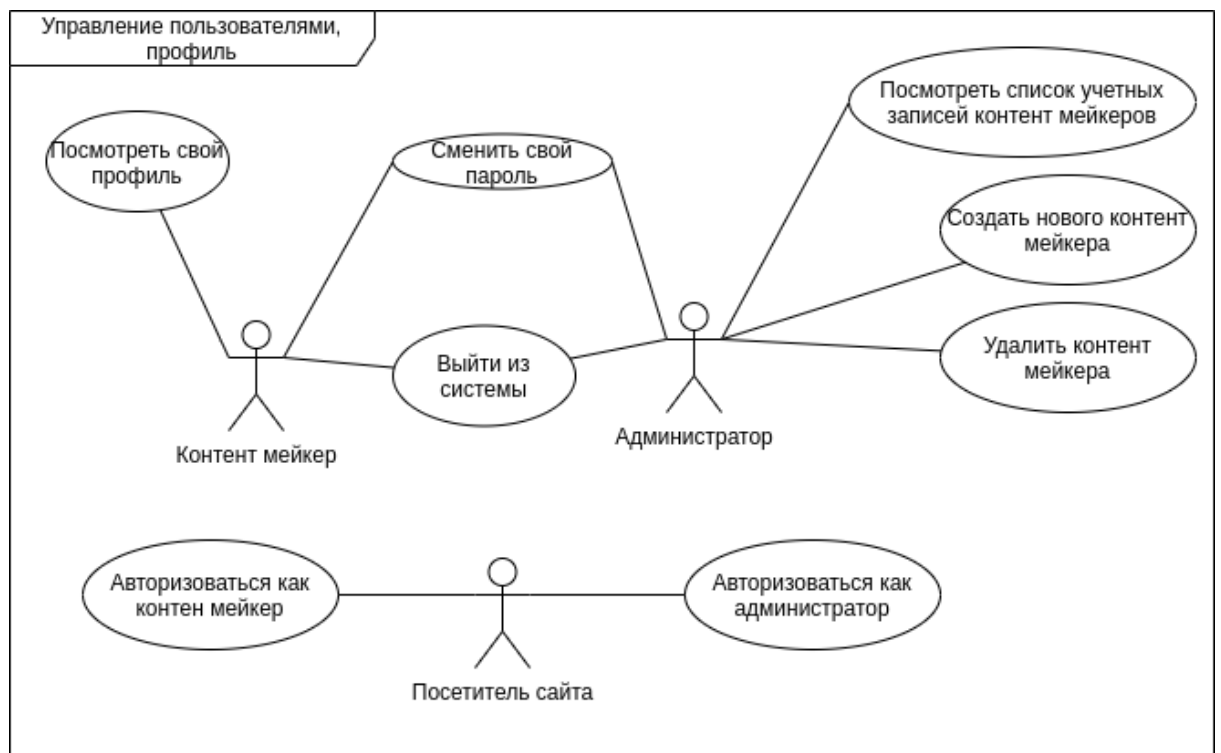 Управление пользователями,
профиль
Посмотреть список учетных
записей контент мейкеров
Посмотреть свой
профиль
Сменить свой
пароль
Создать нового контент
мейкера
Выйти из
системы
Удалить контент
мейкера
Контент мейкер
Администратор
Авторизоваться как
контен мейкер
Авторизоваться как
администратор
Посетитель сайта